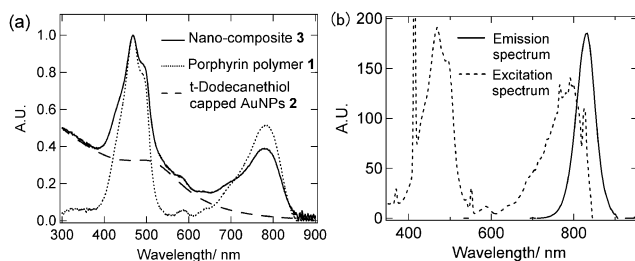 (a)
A.U.
1.0
0.8
0.6
0.4
0.2
0.0
Nano-composite 3
Porphyrin polymer 1
t-Dodecanethiol
capped AuNPs 2
300 400 500 600 700 800 900
Wavelength/ nm
(b)
A.U.
200
150
100
50
0
Emission
spectrum
Excitation
spectrum
400 600 800
Wavelength/ nm